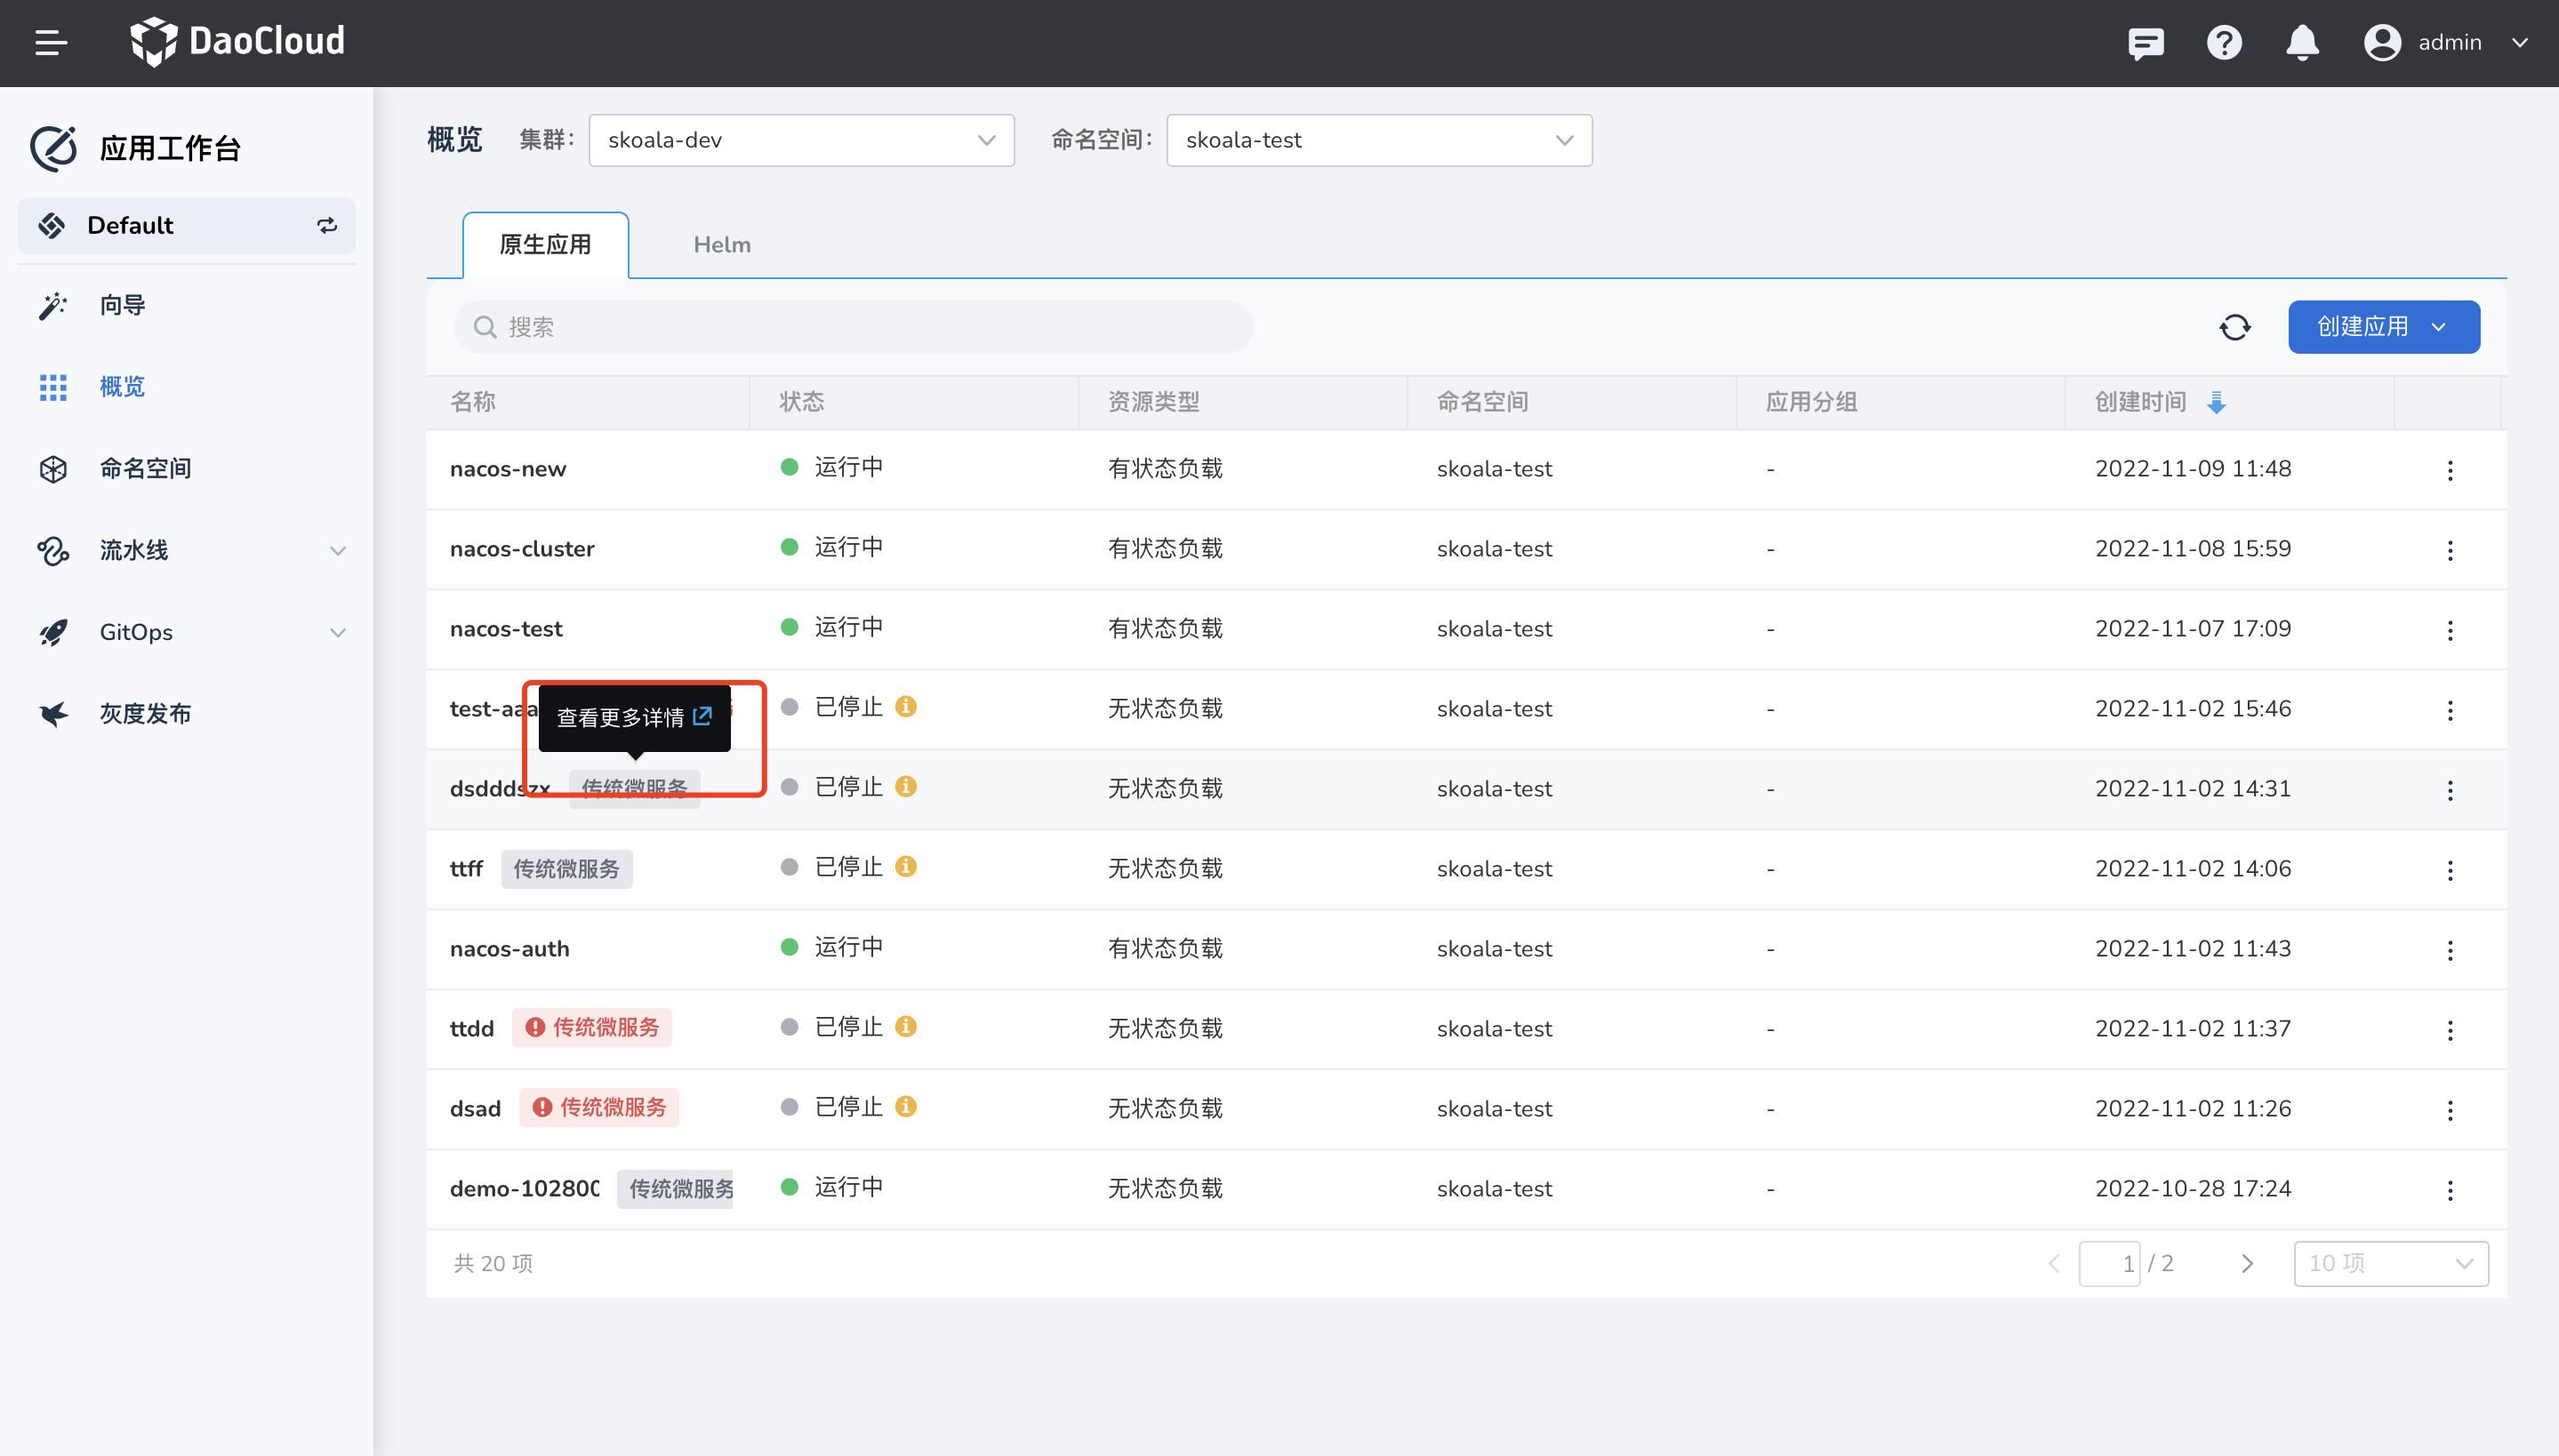 DaoCloud
admin
应用工作台
Default
向导
概览
命名空间
流水线
GitOps
灰度发布
概览 集群： skoala-dev 命名空间： skoala-test
原生应用 Helm
搜索 创建应用
名称 状态 资源类型 命名空间 应用分组 创建时间
nacos-new 运行中 有状态负载 skoala-test - 2022-11-09 11:48
nacos-cluster 运行中 有状态负载 skoala-test - 2022-11-08 15:59
nacos-test 运行中 有状态负载 skoala-test - 2022-11-07 17:09
test-aaa 已停止 无状态负载 skoala-test - 2022-11-02 15:46
查看更多详情
dsdddszx 传统微服务 已停止 无状态负载 skoala-test - 2022-11-02 14:31
ttff 传统微服务 已停止 无状态负载 skoala-test - 2022-11-02 14:06
nacos-auth 运行中 有状态负载 skoala-test - 2022-11-02 11:43
ttdd 传统微服务 已停止 无状态负载 skoala-test - 2022-11-02 11:37
dsad 传统微服务 已停止 无状态负载 skoala-test - 2022-11-02 11:26
demo-102800 传统微服务 运行中 无状态负载 skoala-test - 2022-10-28 17:24
共 20 项 1 / 2 10 项